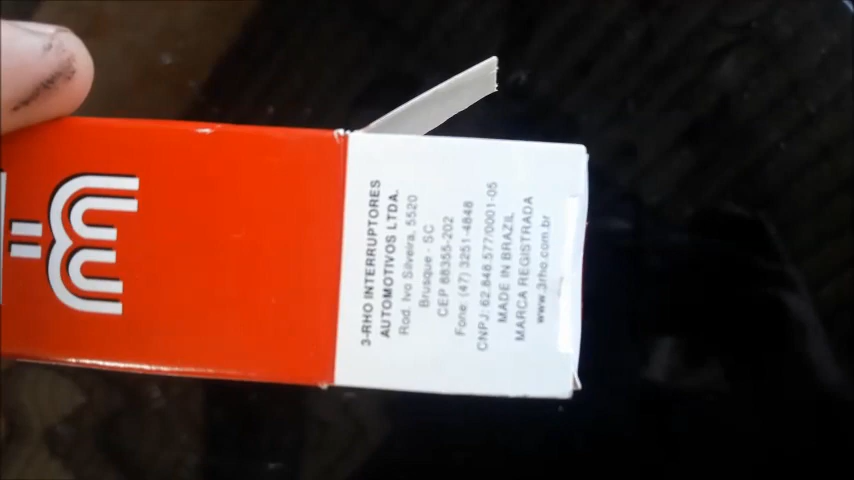 3-RHO INTERRUPTORES
AUTOMOTIVOS LTDA.
Rod. Ivo Silveira, 5520
Brusque - SC
CEP 88355-202
Fone: (47) 3251-4848
CNPJ: 62.848.577/0001-05
MADE IN BRAZIL
MARCA REGISTRADA
www.3rho.com.br